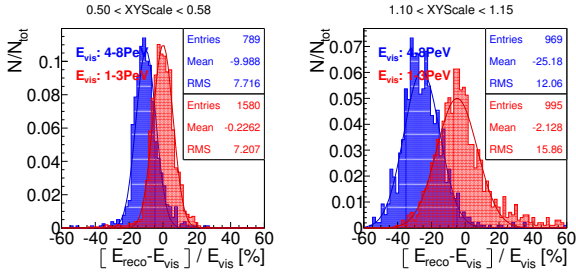 0.50 < XYScale < 0.58
N/N_tot
0.1
0.08
0.06
0.04
0.02
0
E_vis: 4-8PeV
E_vis: 1-3PeV
Entries 789
Mean -9.988
RMS 7.716
Entries 1580
Mean -0.2262
RMS 7.207
-60 -40 -20 0 20 40 60
[E_reco-E_vis] / E_vis [%]
1.10 < XYScale < 1.15
N/N_tot
0.07
0.06
0.05
0.04
0.03
0.02
0.01
0
E_vis: 4-8PeV
E_vis: 1-3PeV
Entries 969
Mean -25.18
RMS 12.06
Entries 995
Mean -2.128
RMS 15.86
-60 -40 -20 0 20 40 60
[E_reco-E_vis] / E_vis [%]